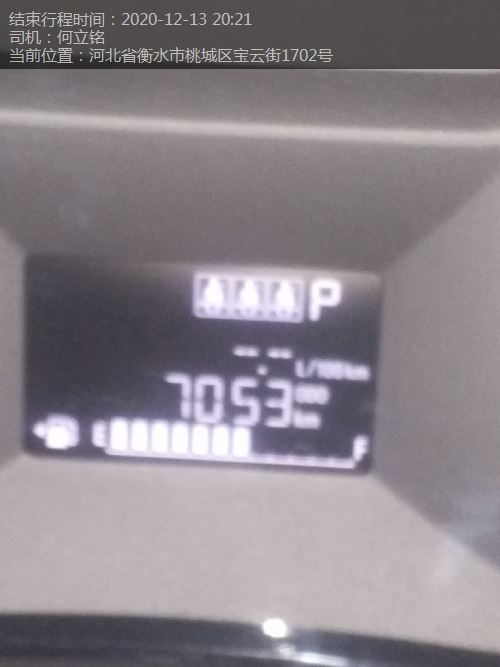 结束行程时间：2020-12-13 20:21
司机：何立铭
当前位置：河北省衡水市桃城区宝云街1702号
P
--.-- L/100km
7053 ODO
km
E F